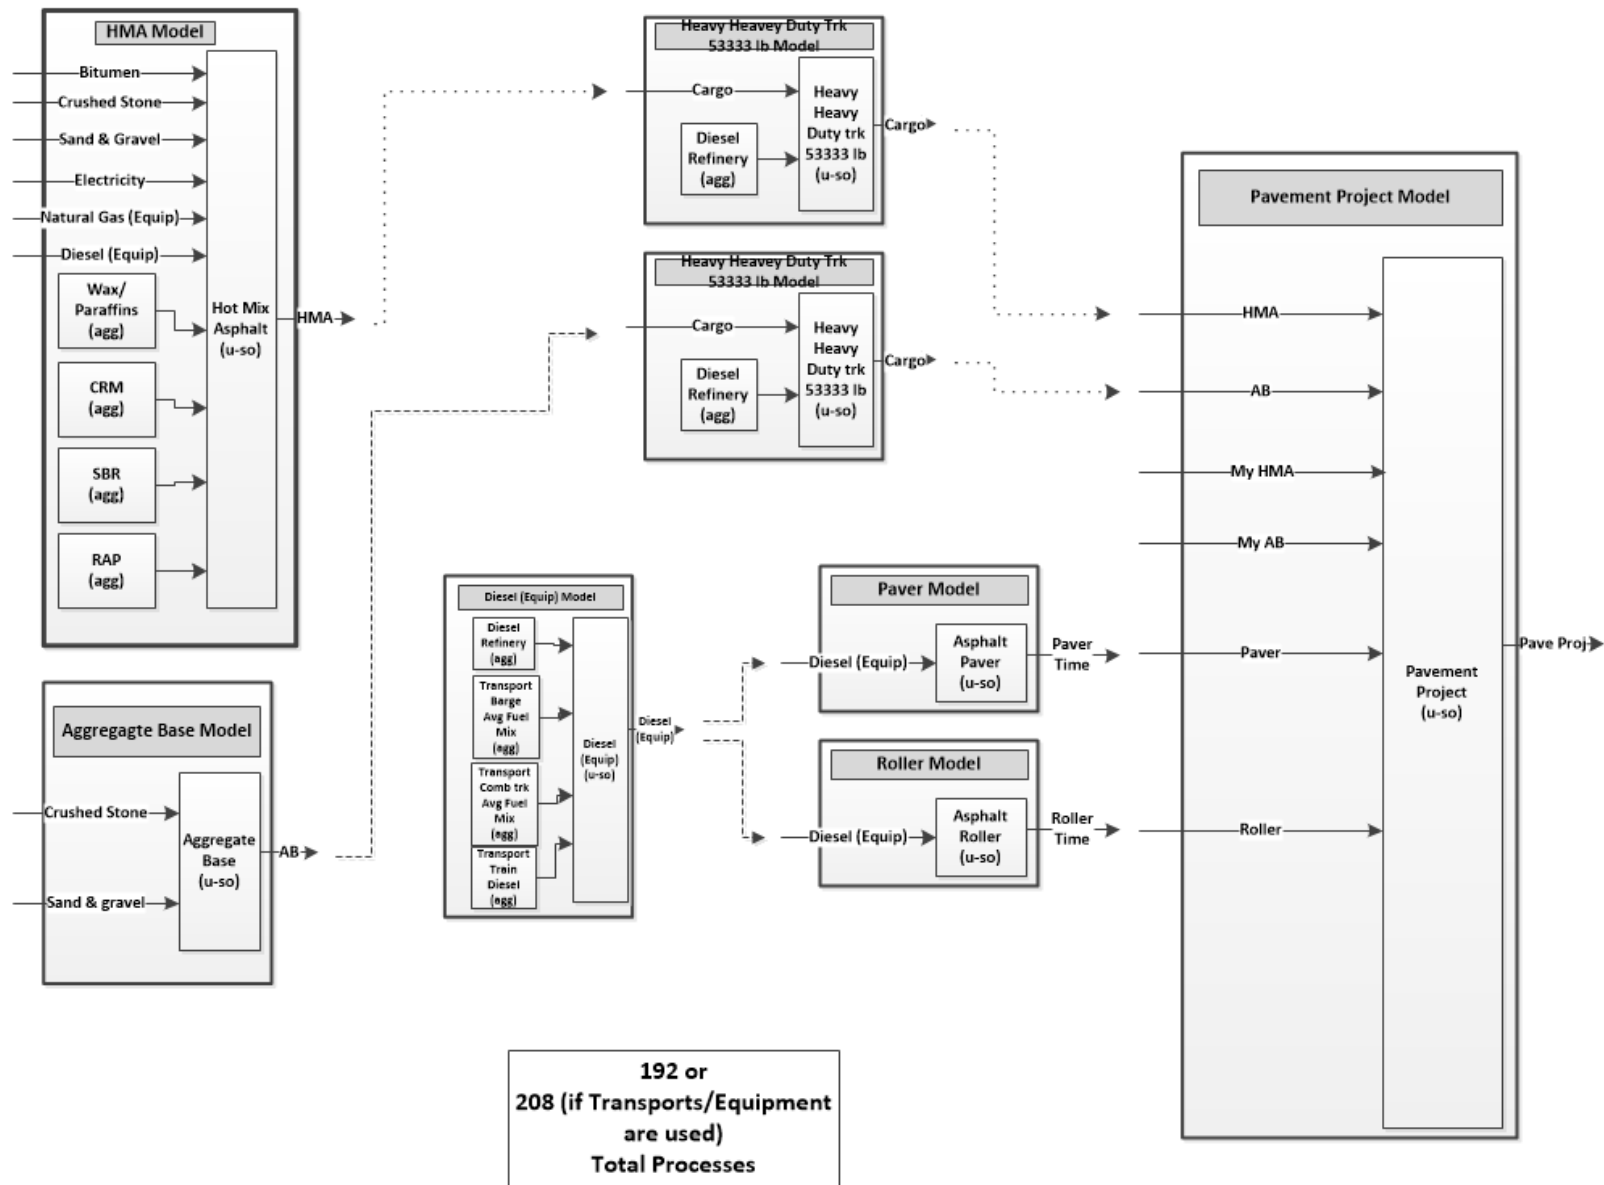 HMA Model
Bitumen
Crushed Stone
Sand & Gravel
Electricity
Natural Gas (Equip)
Diesel (Equip)
Wax/
Paraffins
(agg)
CRM
(agg)
SBR
(agg)
RAP
(agg)
Hot Mix
Asphalt
(u-so)
HMA
Aggregagte Base Model
Crushed Stone
Sand & gravel
Aggregate
Base
(u-so)
AB
Heavy Heavey Duty Trk
53333 lb Model
Cargo
Diesel
Refinery
(agg)
Heavy
Heavy
Duty trk
53333 lb
(u-so)
Cargo
Heavy Heavey Duty Trk
53333 lb Model
Cargo
Diesel
Refinery
(agg)
Heavy
Heavy
Duty trk
53333 lb
(u-so)
Cargo
Diesel (Equip) Model
Diesel
Refinery
(agg)
Transport
Barge
Avg Fuel
Mix
(agg)
Transport
Comb trk
Avg Fuel
Mix
(agg)
Transport
Train
Diesel
(agg)
Diesel
(Equip)
(u-so)
Diesel
(Equip)
Paver Model
Diesel (Equip)
Asphalt
Paver
(u-so)
Paver
Time
Roller Model
Diesel (Equip)
Asphalt
Roller
(u-so)
Roller
Time
Pavement Project Model
HMA
AB
My HMA
My AB
Paver
Roller
Pavement
Project
(u-so)
Pave Proj
192 or
208 (if Transports/Equipment
are used)
Total Processes